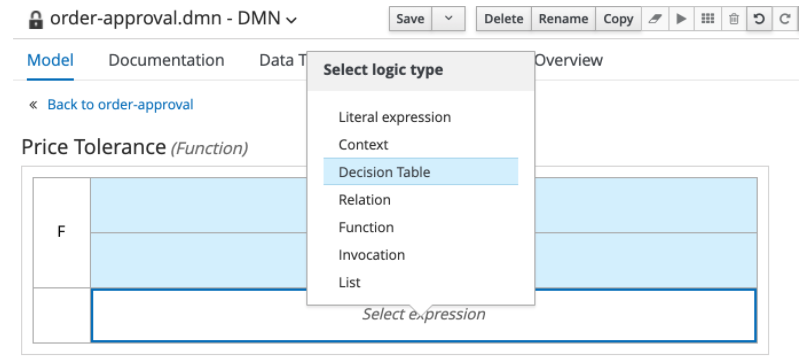 order-approval.dmn - DMN
Save Delete Rename Copy
Model Documentation Data T Overview
Select logic type
« Back to order-approval
Price Tolerance (Function)
Literal expression
Context
Decision Table
Relation
Function
Invocation
List
F
Select expression